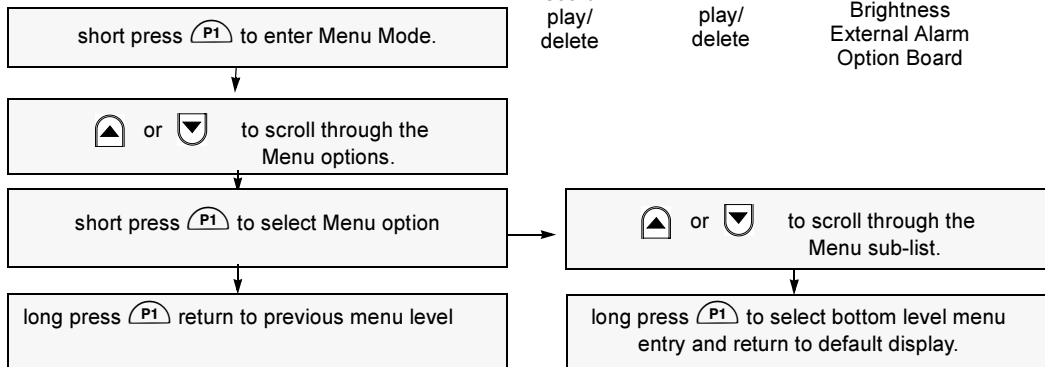 play/
delete
play/
delete
Brightness
External Alarm
Option Board
short press P1 to enter Menu Mode.
or to scroll through the
Menu options.
short press P1 to select Menu option
or to scroll through the
Menu sub-list.
long press P1 return to previous menu level
long press P1 to select bottom level menu
entry and return to default display.